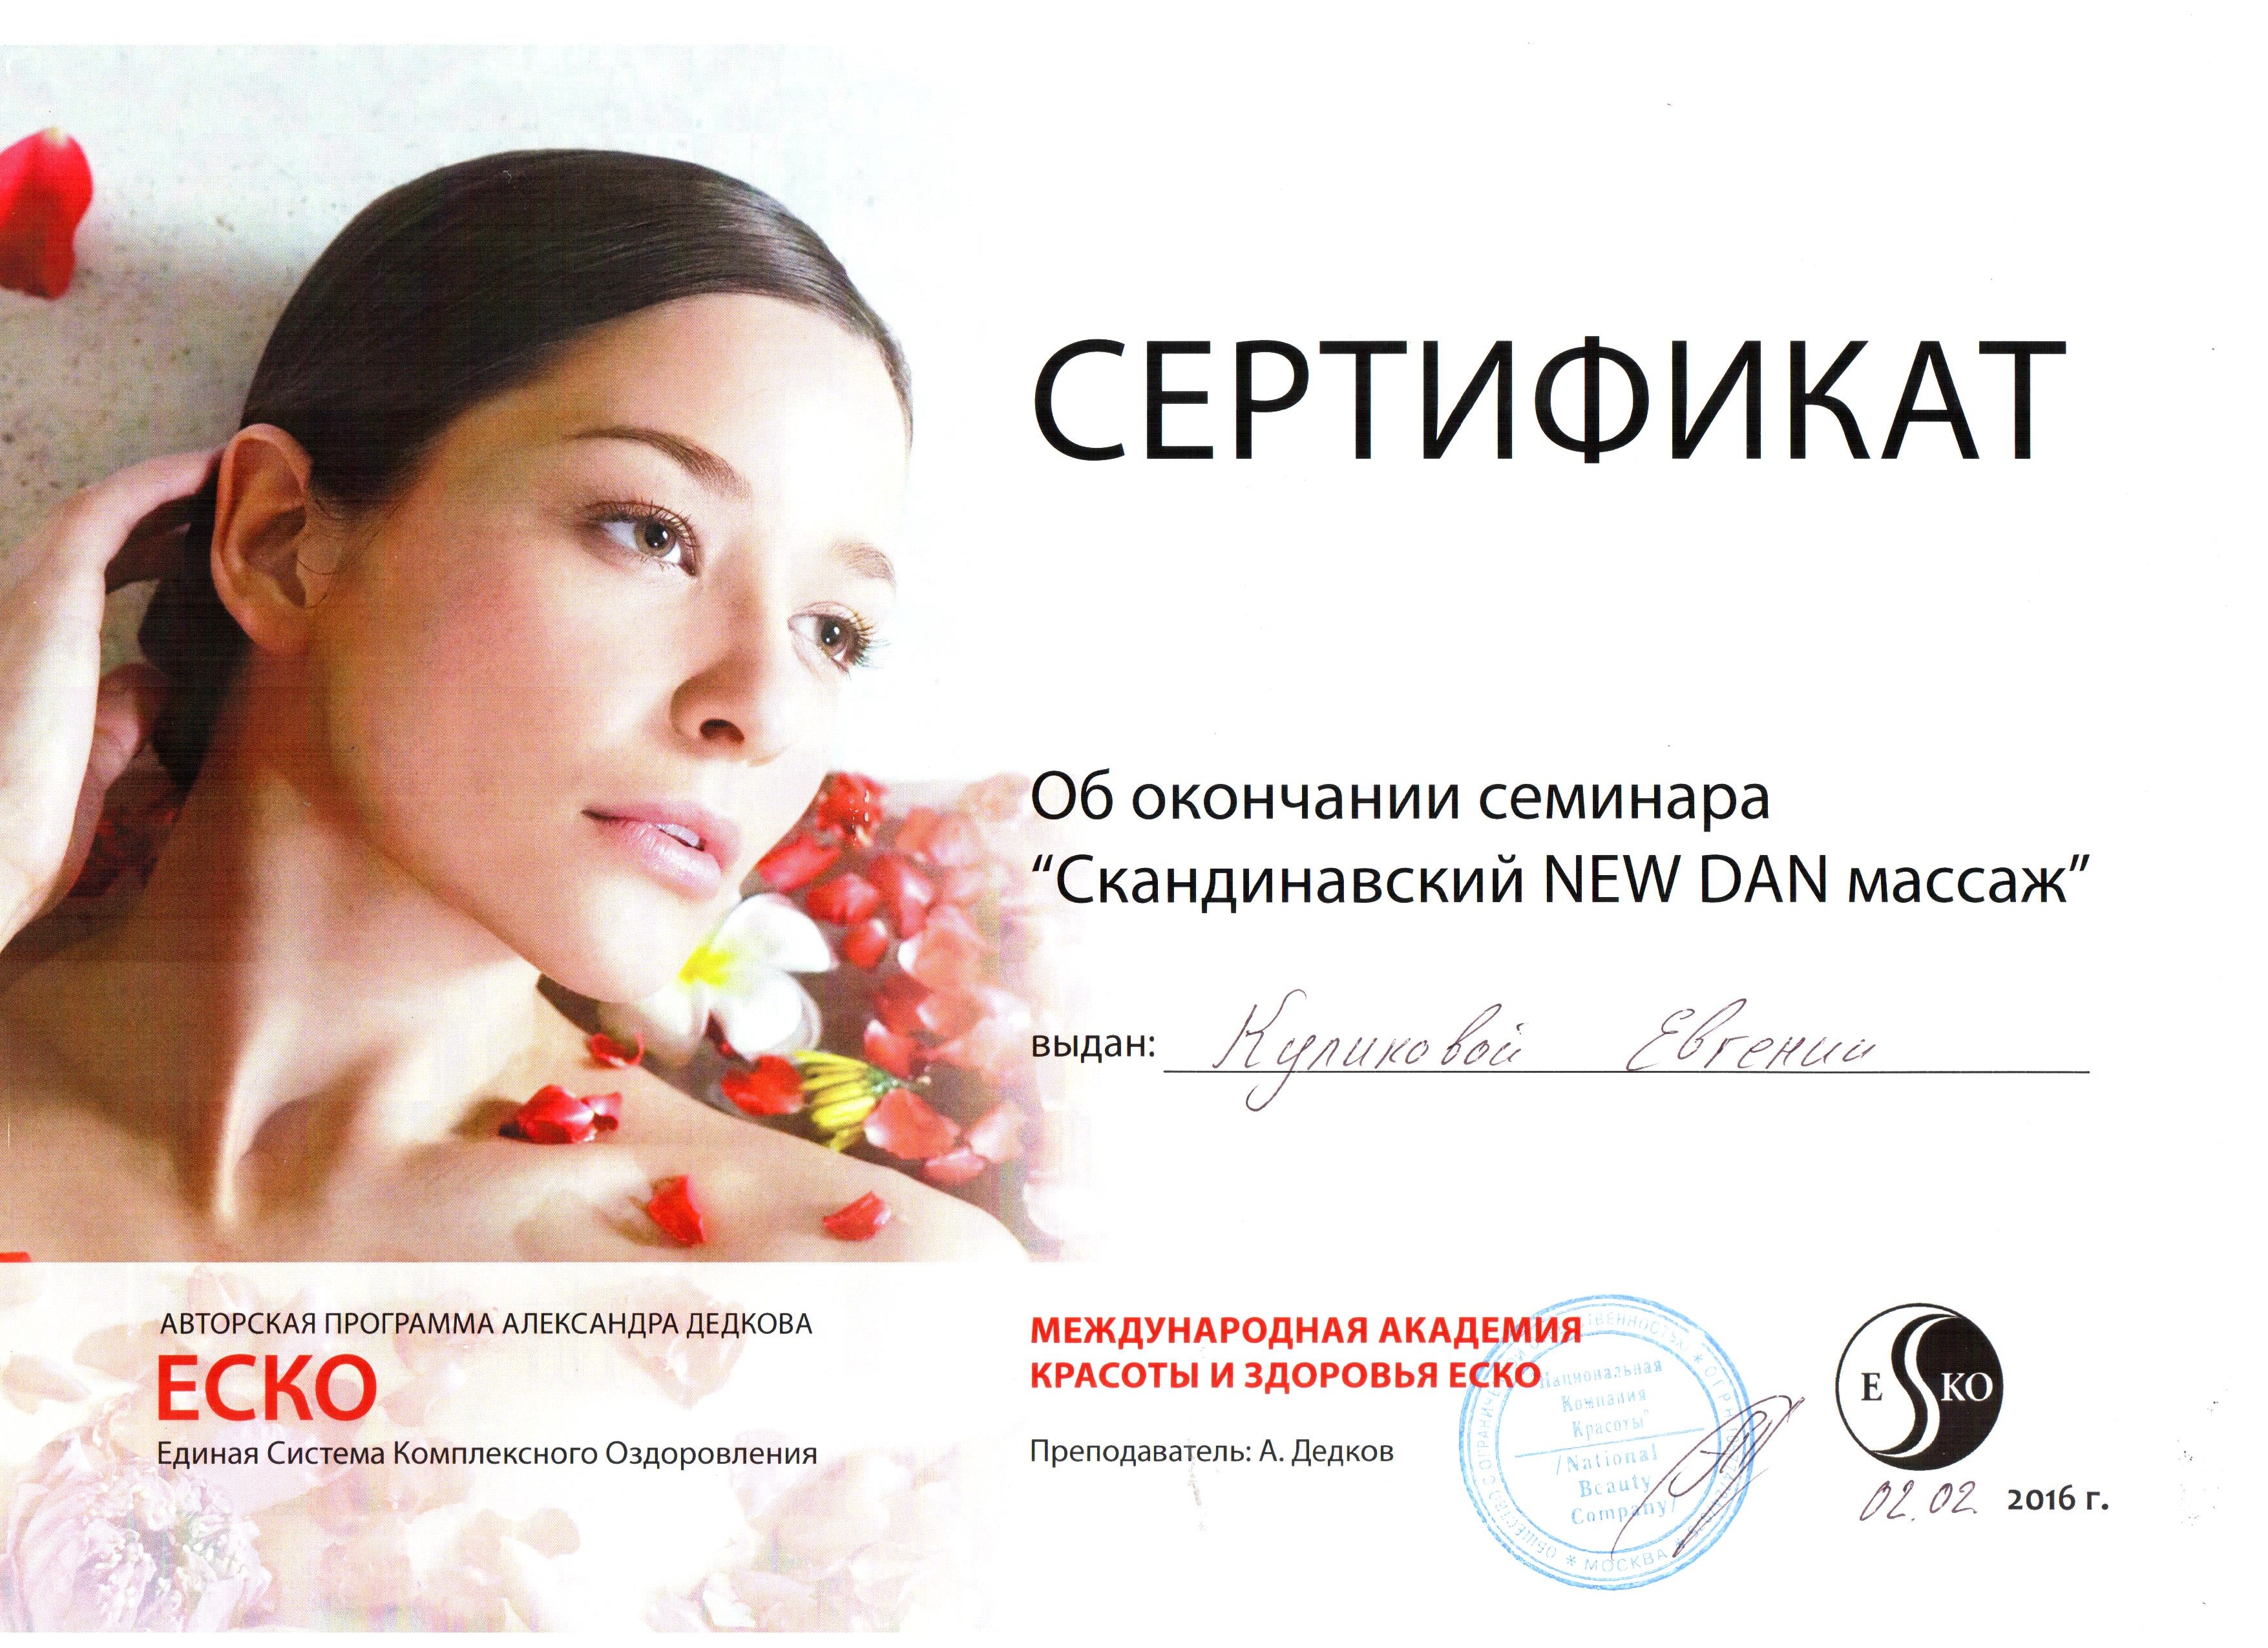 СЕРТИФИКАТ
Об окончании семинара
“Скандинавский NEW DAN массаж”
выдан: Куликовой Евгении
АВТОРСКАЯ ПРОГРАММА АЛЕКСАНДРА ДЕДКОВА
ЕСКО
Единая Система Комплексного Оздоровления
МЕЖДУНАРОДНАЯ АКАДЕМИЯ
КРАСОТЫ И ЗДОРОВЬЯ ЕСКО
Преподаватель: А. Дедков
Национальная
Компания
Красоты"
/National
Beauty
Company/
МОСКВА
E S KO
02.02. 2016 г.